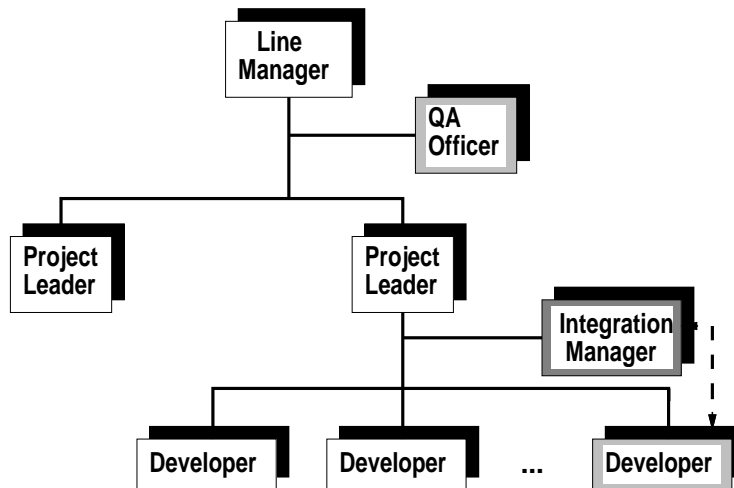 Line
Manager
QA
Officer
Project
Leader
Project
Leader
Integration
Manager
Developer
Developer
...
Developer